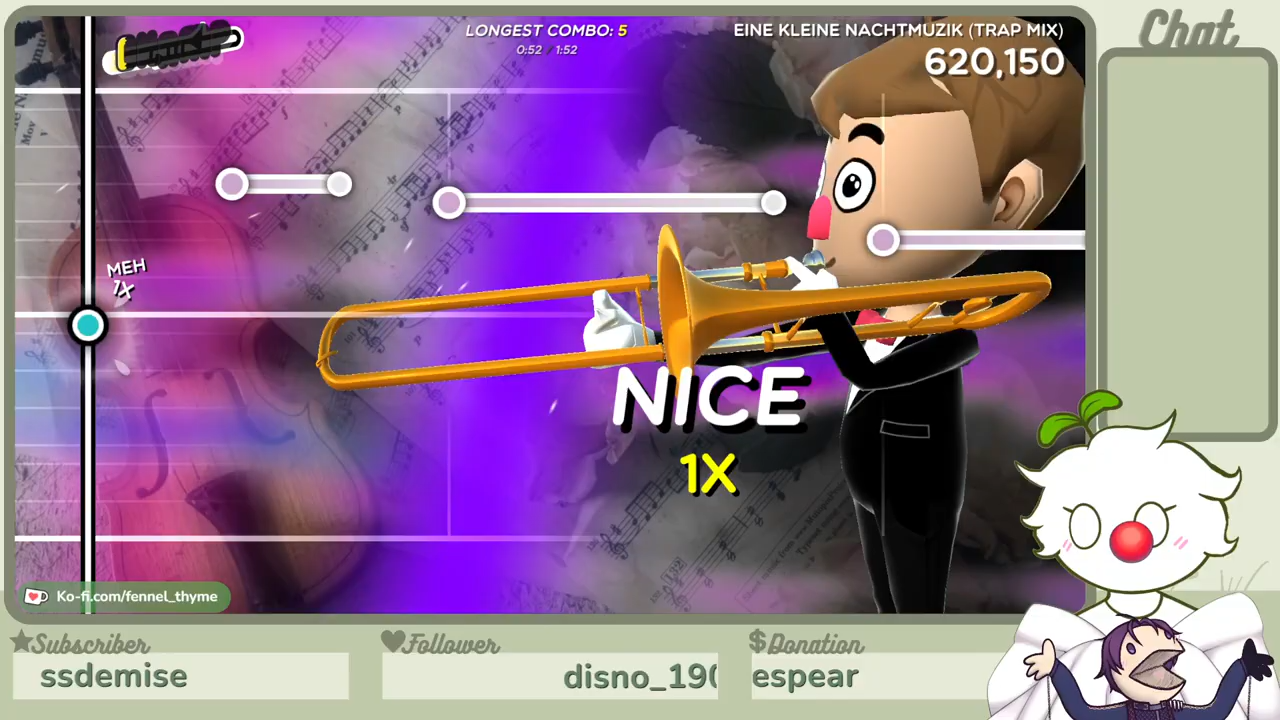 LONGEST COMBO: 5
0:52 / 1:52
EINE KLEINE NACHTMUZIK (TRAP MIX)
620,150
Chat
MEH
1X
NICE
1X
Ko-fi.com/fennel_thyme
Subscriber
ssdemise
Follower
disno_190
Donation
espear